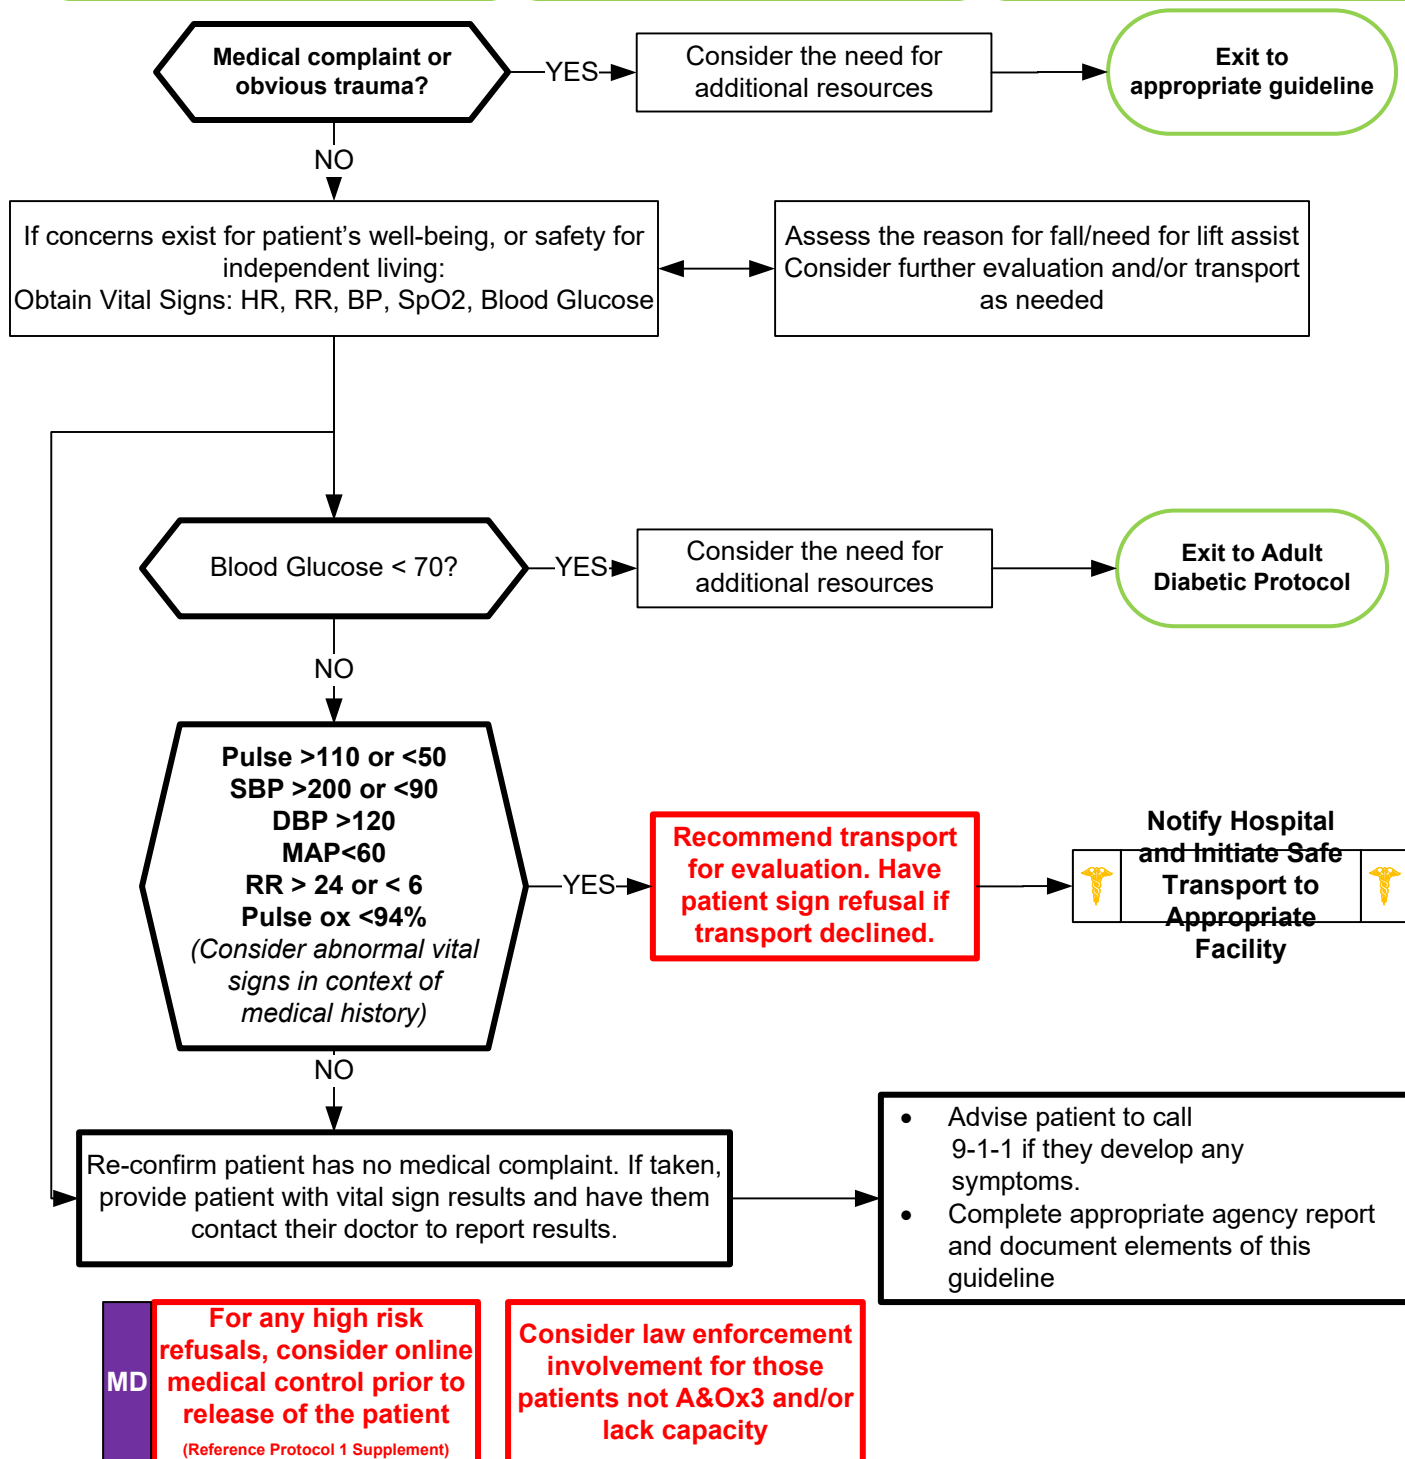 Medical complaint or
obvious trauma?
YES
Consider the need for
additional resources
Exit to
appropriate guideline
NO
If concerns exist for patient's well-being, or safety for
independent living:
Obtain Vital Signs: HR, RR, BP, SpO2, Blood Glucose
Assess the reason for fall/need for lift assist
Consider further evaluation and/or transport
as needed
Blood Glucose < 70?
YES
Consider the need for
additional resources
Exit to Adult
Diabetic Protocol
NO
Pulse >110 or <50
SBP >200 or <90
DBP >120
MAP<60
RR > 24 or < 6
Pulse ox <94%
(Consider abnormal vital
signs in context of
medical history)
YES
Recommend transport
for evaluation. Have
patient sign refusal if
transport declined.
Notify Hospital
and Initiate Safe
Transport to
Appropriate
Facility
NO
Re-confirm patient has no medical complaint. If taken,
provide patient with vital sign results and have them
contact their doctor to report results.
• Advise patient to call
9-1-1 if they develop any
symptoms.
• Complete appropriate agency report
and document elements of this
guideline
MD
For any high risk
refusals, consider online
medical control prior to
release of the patient
(Reference Protocol 1 Supplement)
Consider law enforcement
involvement for those
patients not A&Ox3 and/or
lack capacity